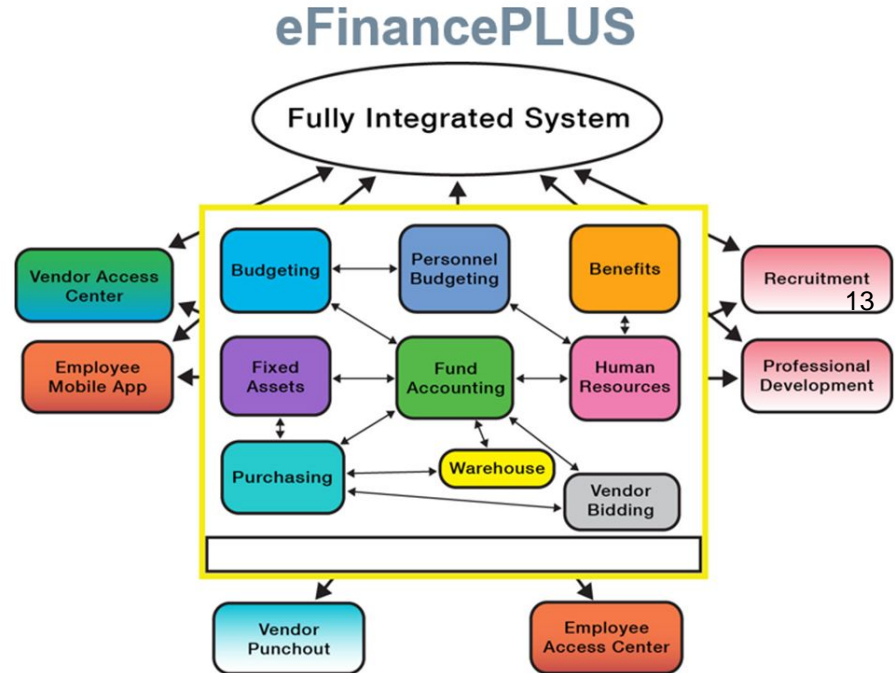 eFinancePLUS
Fully Integrated System
Vendor Access
Center
Employee
Mobile App
Budgeting
Personnel
Budgeting
Benefits
Fixed
Assets
Fund
Accounting
Human
Resources
Purchasing
Warehouse
Vendor
Bidding
Recruitment
13
Professional
Development
Vendor
Punchout
Employee
Access Center